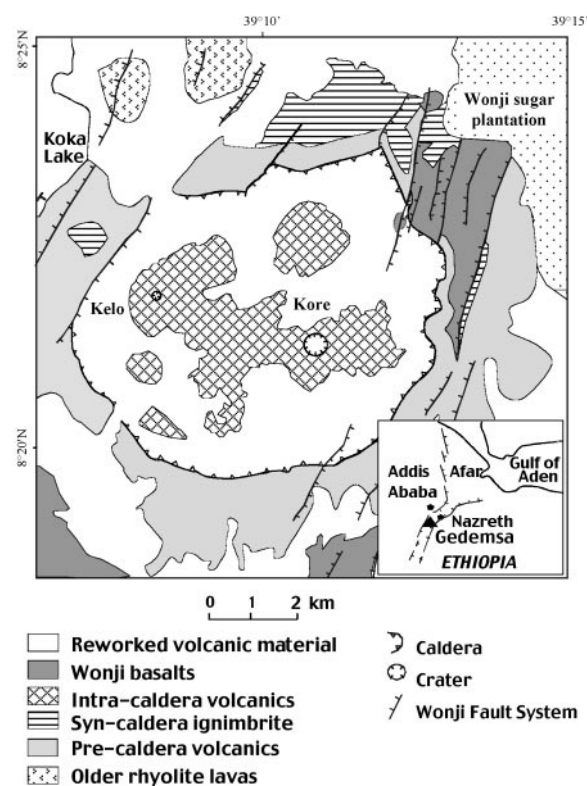 39°10'
39°15'
8°25'N
Wonji sugar
plantation
Koka
Lake
Kelo
Kore
8°20'N
Addis
Ababa
Afar
Gulf of
Aden
Nazreth
Gedemsa
ETHIOPIA
0 1 2 km
Reworked volcanic material
Wonji basalts
Intra-caldera volcanics
Syn-caldera ignimbrite
Pre-caldera volcanics
Older rhyolite lavas
Caldera
Crater
Wonji Fault System